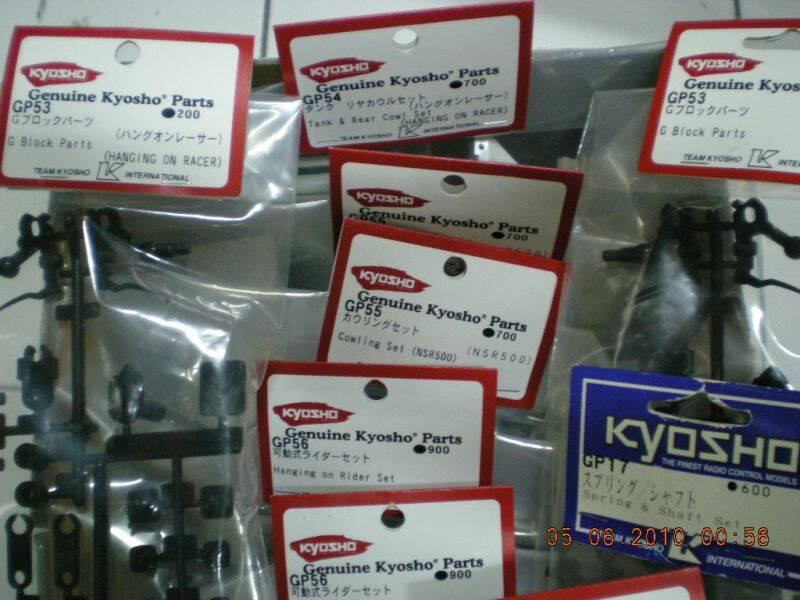 KYOSHO
Genuine Kyosho® Parts
GP53 ●200
Gブロックパーツ
(ハングオンレーサー)
G Block Parts
(HANGING ON RACER)
TEAM KYOSHO K INTERNATIONAL
KYOSHO
Genuine Kyosho® Parts
GP54 ●700
タンク リヤカウルセット
(ハングオンレーサー)
Tank & Rear Cowl Set
(HANGING ON RACER)
K INTERNATIONAL
KYOSHO
Genuine Kyosho Parts
GP53
Gブロックパーツ
G Block Parts
TEAM KYOSHO K INTERNATIONAL
KYOSHO
Genuine Kyosho® Parts
GP55 ●700
KYOSHO
Genuine Kyosho® Parts
GP55 ●700
カウリングセット
Cowling Set (NSR500) (NSR500)
KYOSHO
Genuine Kyosho® Parts
GP56 ●900
可動式ライダーセット
Hanging on Rider Set
KYOSHO
Genuine Kyosho® Parts
GP56 ●900
可動式ライダーセット
KYOSHO
THE FINEST RADIO CONTROL MODELS
GP17
スプリング/シャフト ●600
Spring & Shaft Set
TEAM KYOSHO K INTERNATIONAL
05.06.2010 00:56